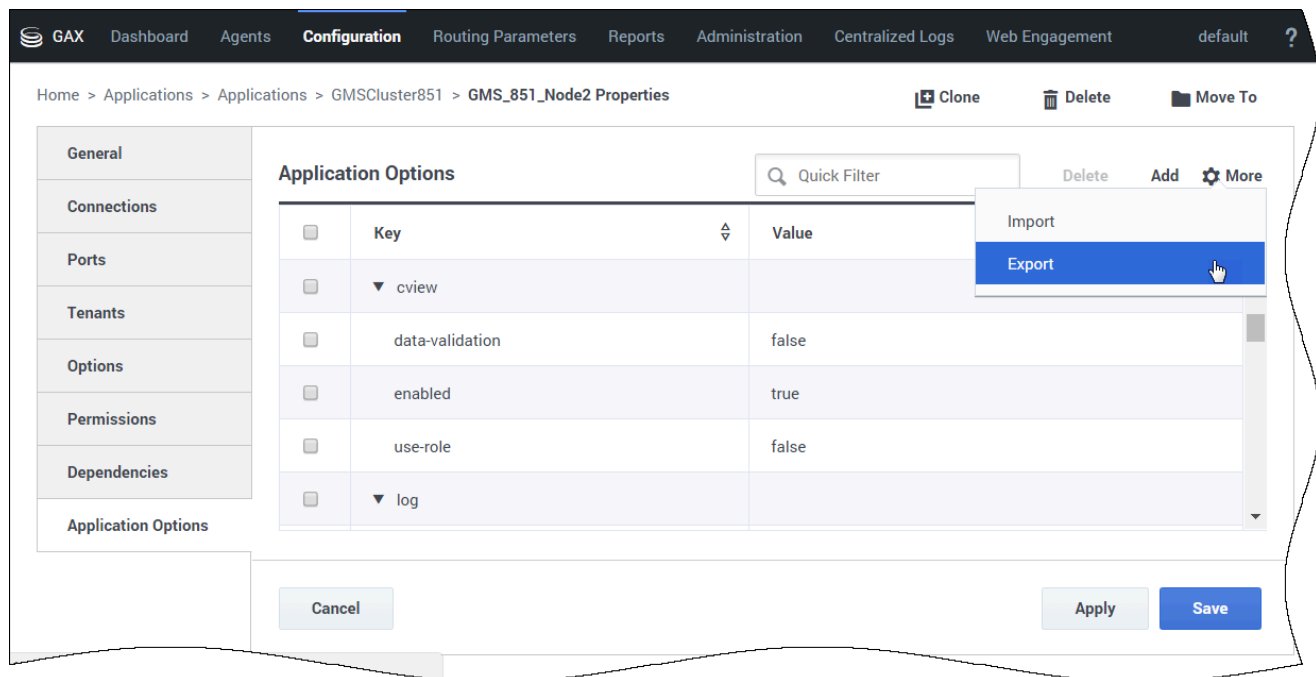 GAX Dashboard Agents Configuration Routing Parameters Reports Administration Centralized Logs Web Engagement default ?
Home > Applications > Applications > GMSCluster851 > GMS_851_Node2 Properties Clone Delete Move To
General
Connections
Ports
Tenants
Options
Permissions
Dependencies
Application Options
Application Options Quick Filter Delete Add More
Import
Export
Key Value
cview
data-validation false
enabled true
use-role false
log
Cancel Apply Save